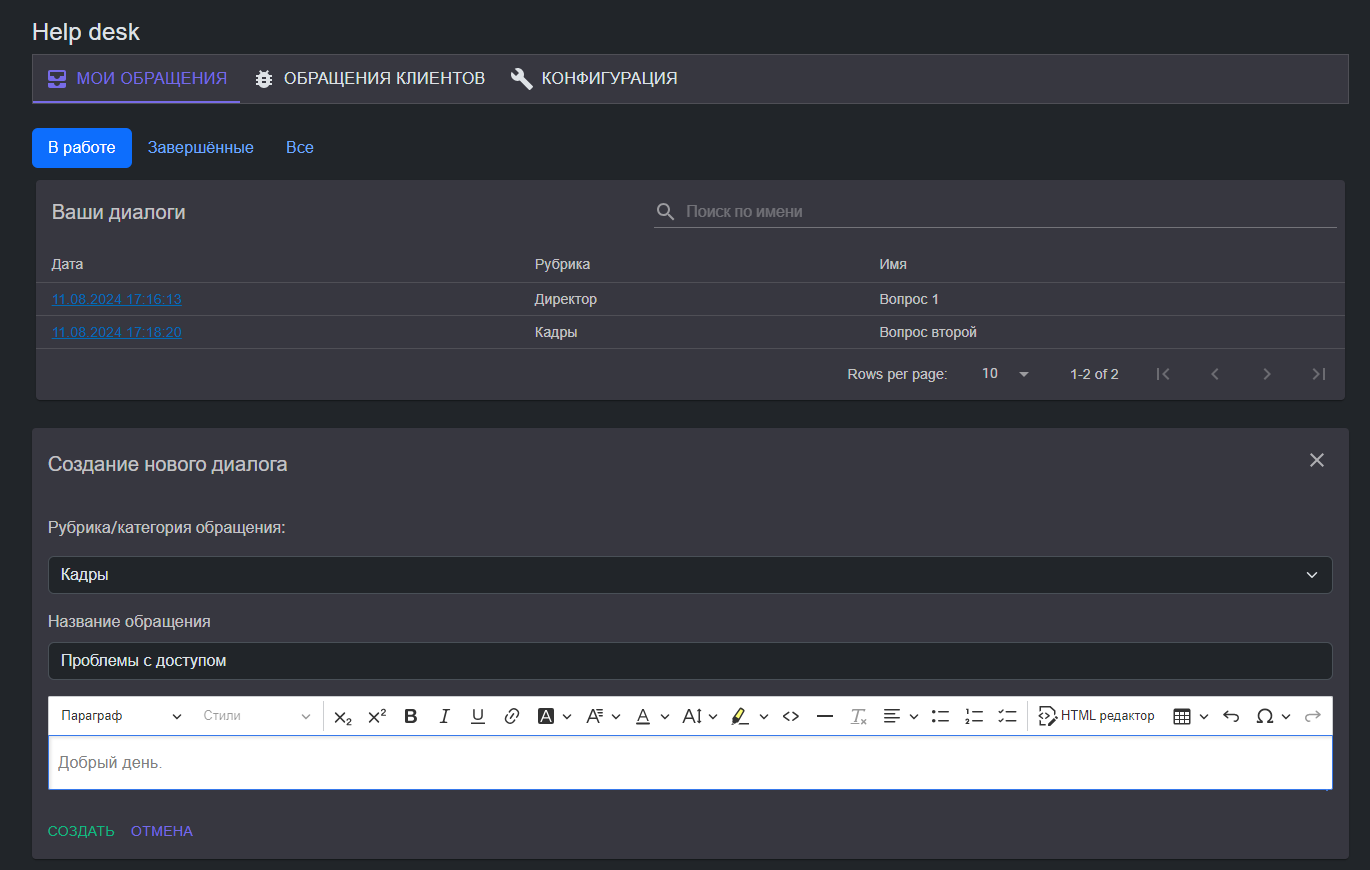 Help desk
МОИ ОБРАЩЕНИЯ ОБРАЩЕНИЯ КЛИЕНТОВ КОНФИГУРАЦИЯ
В работе Завершённые Все
Ваши диалоги Поиск по имени
Дата Рубрика Имя
11.08.2024 17:16:13 Директор Вопрос 1
11.08.2024 17:18:20 Кадры Вопрос второй
Rows per page: 10 1-2 of 2
Создание нового диалога
Рубрика/категория обращения:
Кадры
Название обращения
Проблемы с доступом
Параграф Стили HTML редактор
Добрый день.
СОЗДАТЬ ОТМЕНА